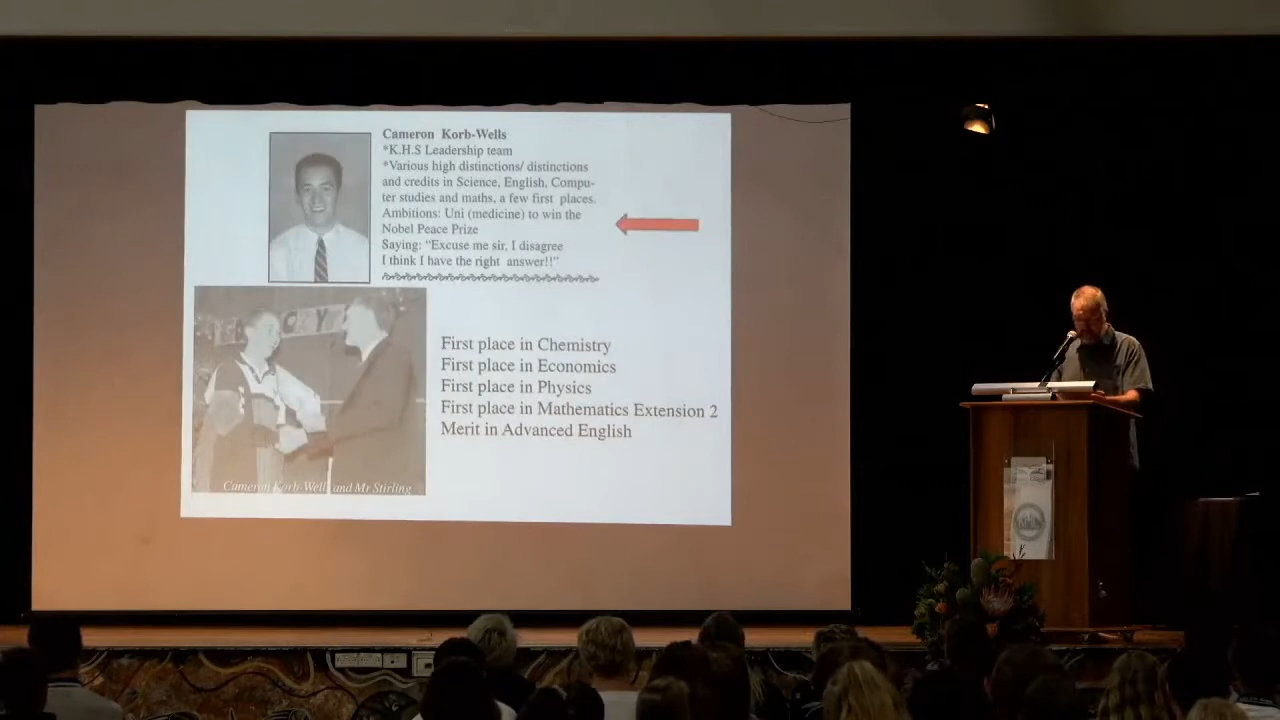 Cameron Korb-Wells
*K.H.S Leadership team
*Various high distinctions/ distinctions
and credits in Science, English, Compu-
ter studies and maths, a few first places.
Ambitions: Uni (medicine) to win the
Nobel Peace Prize
Saying: “Excuse me sir, I disagree
I think I have the right answer!!”
First place in Chemistry
First place in Economics
First place in Physics
First place in Mathematics Extension 2
Merit in Advanced English
Cameron Korb-Wells and Mr Stirling